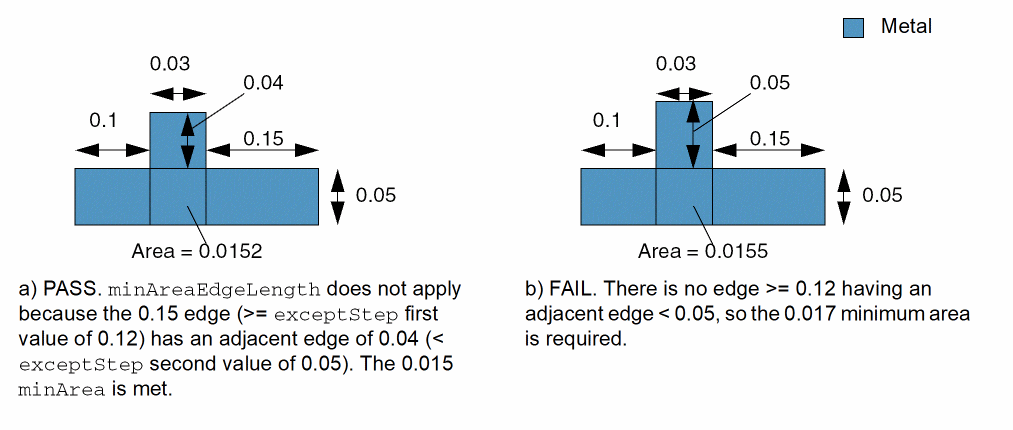 Metal
0.03
0.04
0.1
0.15
0.05
Area = 0.0152
a) PASS. minAreaEdgeLength does not apply
because the 0.15 edge (>= exceptStep first
value of 0.12) has an adjacent edge of 0.04 (<
exceptStep second value of 0.05). The 0.015
minArea is met.
0.03
0.05
0.1
0.15
0.05
Area = 0.0155
b) FAIL. There is no edge >= 0.12 having an
adjacent edge < 0.05, so the 0.017 minimum area
is required.